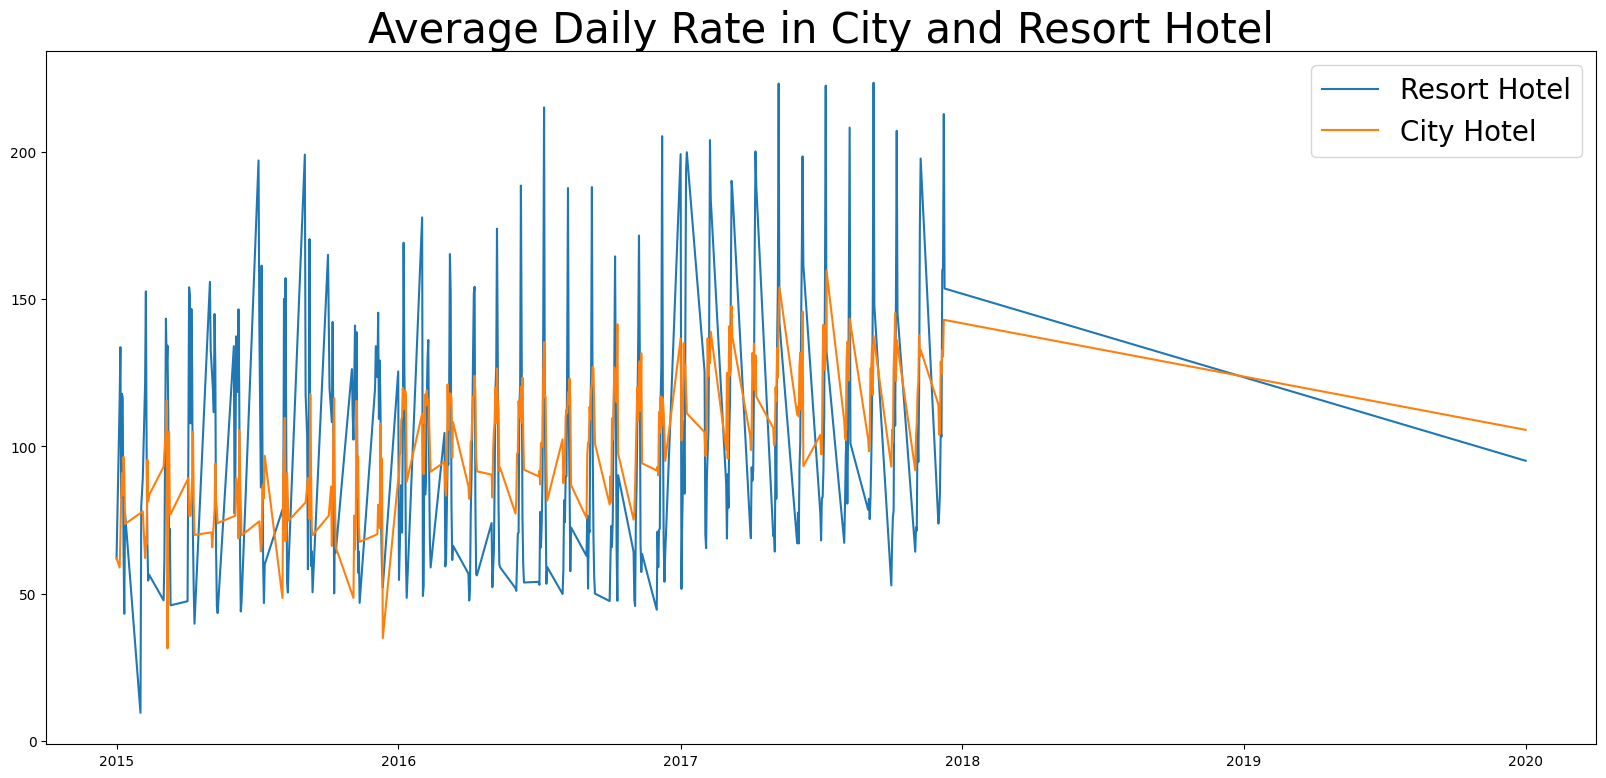 Average Daily Rate in City and Resort Hotel
Resort Hotel
City Hotel
200
150
100
50
0
2015 2016 2017 2018 2019 2020